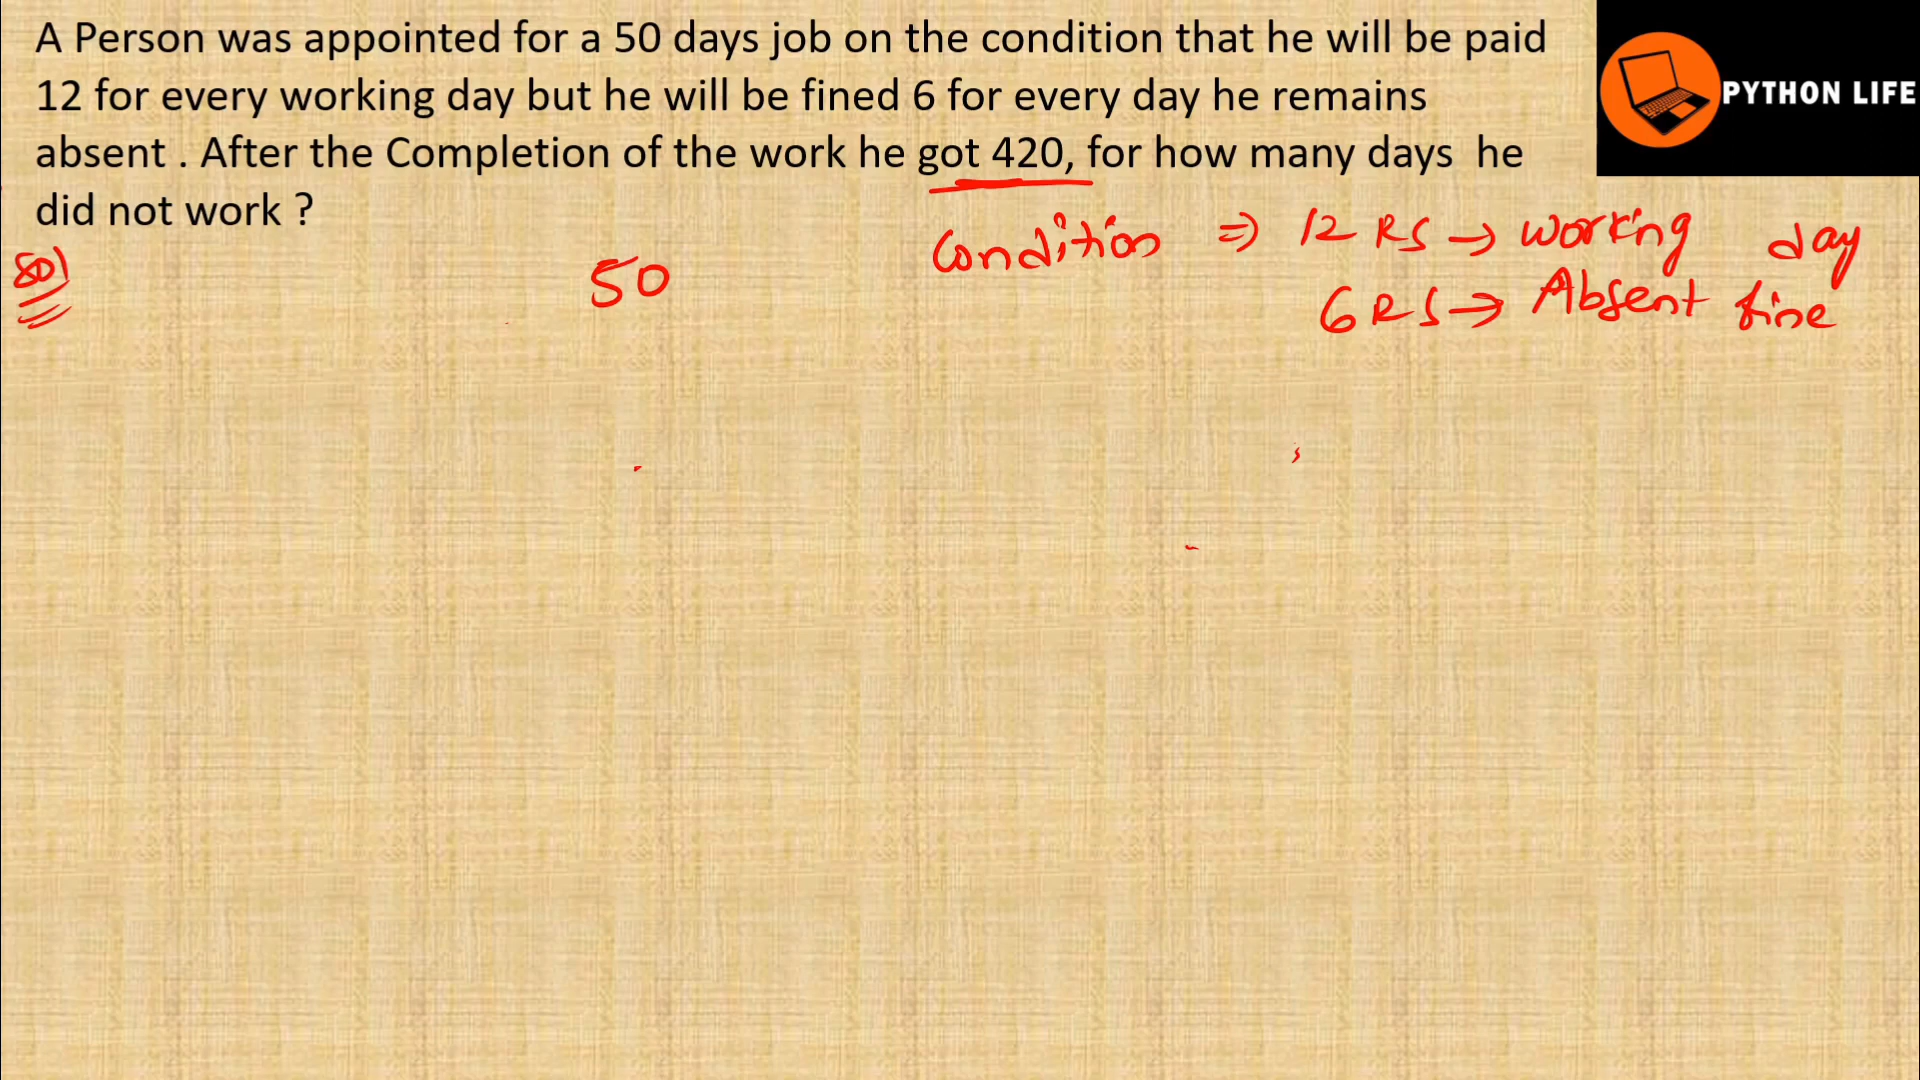 A Person was appointed for a 50 days job on the condition that he will be paid
12 for every working day but he will be fined 6 for every day he remains
absent . After the Completion of the work he got 420, for how many days he
did not work ?
PYTHON LIFE
Sol
50
Condition ⇒ 12 RS → working day
6 RS → Absent fine